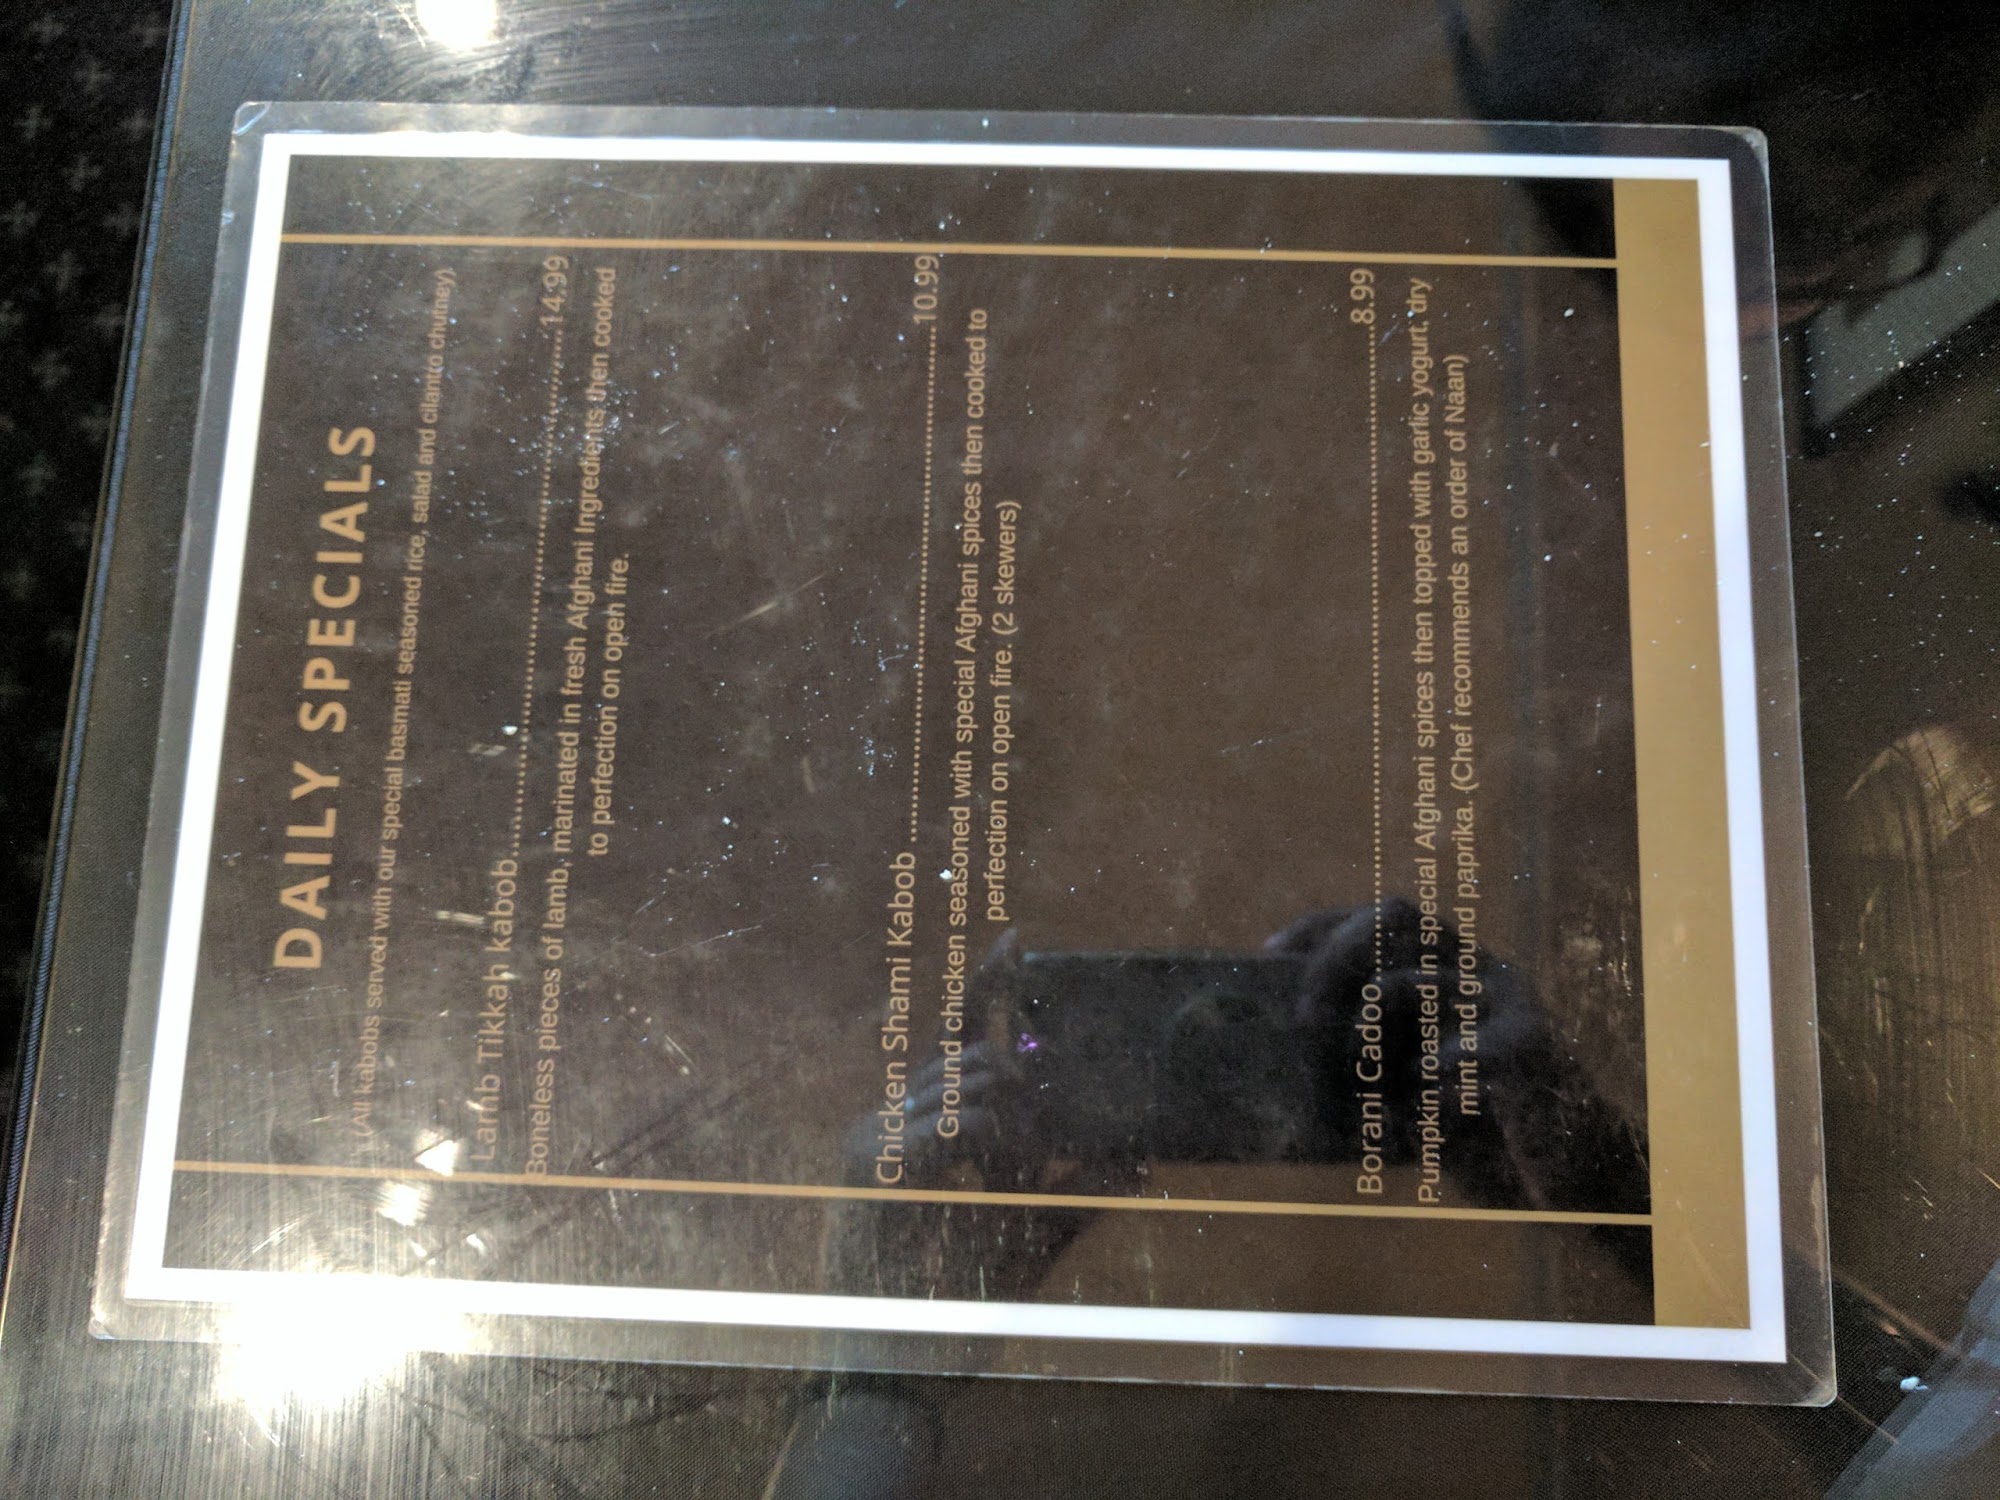 DAILY SPECIALS
(All kabobs served with our special basmati seasoned rice, salad and cilantro chutney)
Lamb Tikkah kabob..........................................................14.99
Boneless pieces of lamb, marinated in fresh Afghani Ingredients then cooked
to perfection on open fire.
Chicken Shami Kabob ..........................................................10.99
Ground chicken seasoned with special Afghani spices then cooked to
perfection on open fire. (2 skewers)
Borani Cadoo..........................................................................8.99
Pumpkin roasted in special Afghani spices then topped with garlic yogurt, dry
mint and ground paprika. (Chef recommends an order of Naan)